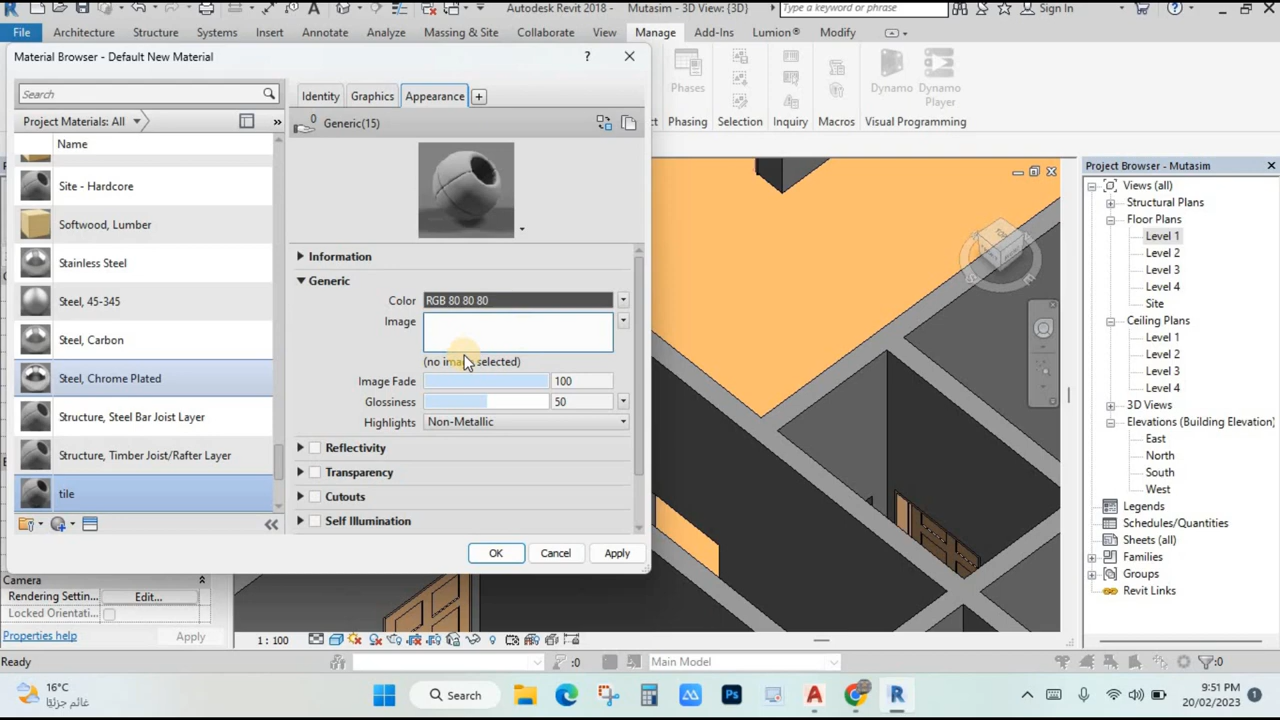 Autodesk Revit 2018 - Mutasim - 3D View: {3D}
Type a keyword or phrase
Sign In
File
Architecture
Structure
Systems
Insert
Annotate
Analyze
Massing & Site
Collaborate
View
Manage
Add-Ins
Lumion®
Modify
Material Browser - Default New Material
?
Search
Project Materials: All
»
Name
Site - Hardcore
Softwood, Lumber
Stainless Steel
Steel, 45-345
Steel, Carbon
Steel, Chrome Plated
Structure, Steel Bar Joist Layer
Structure, Timber Joist/Rafter Layer
tile
«
Identity
Graphics
Appearance
+
0
Generic(15)
Information
Generic
Color
RGB 80 80 80
Image
(no image selected)
Image Fade
100
Glossiness
50
Highlights
Non-Metallic
Reflectivity
Transparency
Cutouts
Self Illumination
OK
Cancel
Apply
Phases
Dynamo
Dynamo
Player
Phasing
Selection
Inquiry
Macros
Visual Programming
TOP
Project Browser - Mutasim
Views (all)
Structural Plans
Floor Plans
Level 1
Level 2
Level 3
Level 4
Site
Ceiling Plans
Level 1
Level 2
Level 3
Level 4
3D Views
Elevations (Building Elevation)
East
North
South
West
Legends
Schedules/Quantities
Sheets (all)
Families
Groups
Revit Links
Camera
Rendering Settin...
Edit...
Locked Orientati...
Properties help
Apply
1 : 100
Ready
:0
Main Model
:0
16°C
غائم جزئيًا
Search
Ps
A
R
9:51 PM
20/02/2023
1